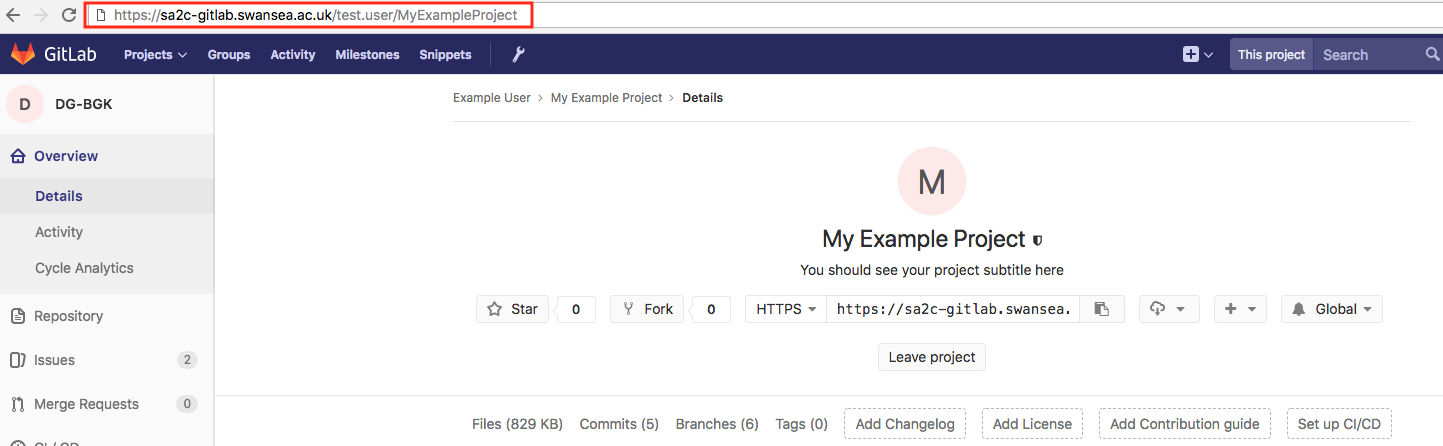 https://sa2c-gitlab.swansea.ac.uk/test.user/MyExampleProject
GitLab Projects Groups Activity Milestones Snippets This project Search
D DG-BGK
Example User > My Example Project > Details
Overview
Details
Activity
Cycle Analytics
Repository
Issues 2
Merge Requests 0
M
My Example Project
You should see your project subtitle here
Star 0 Fork 0 HTTPS https://sa2c-gitlab.swansea. Global
Leave project
Files (829 KB) Commits (5) Branches (6) Tags (0) Add Changelog Add License Add Contribution guide Set up CI/CD